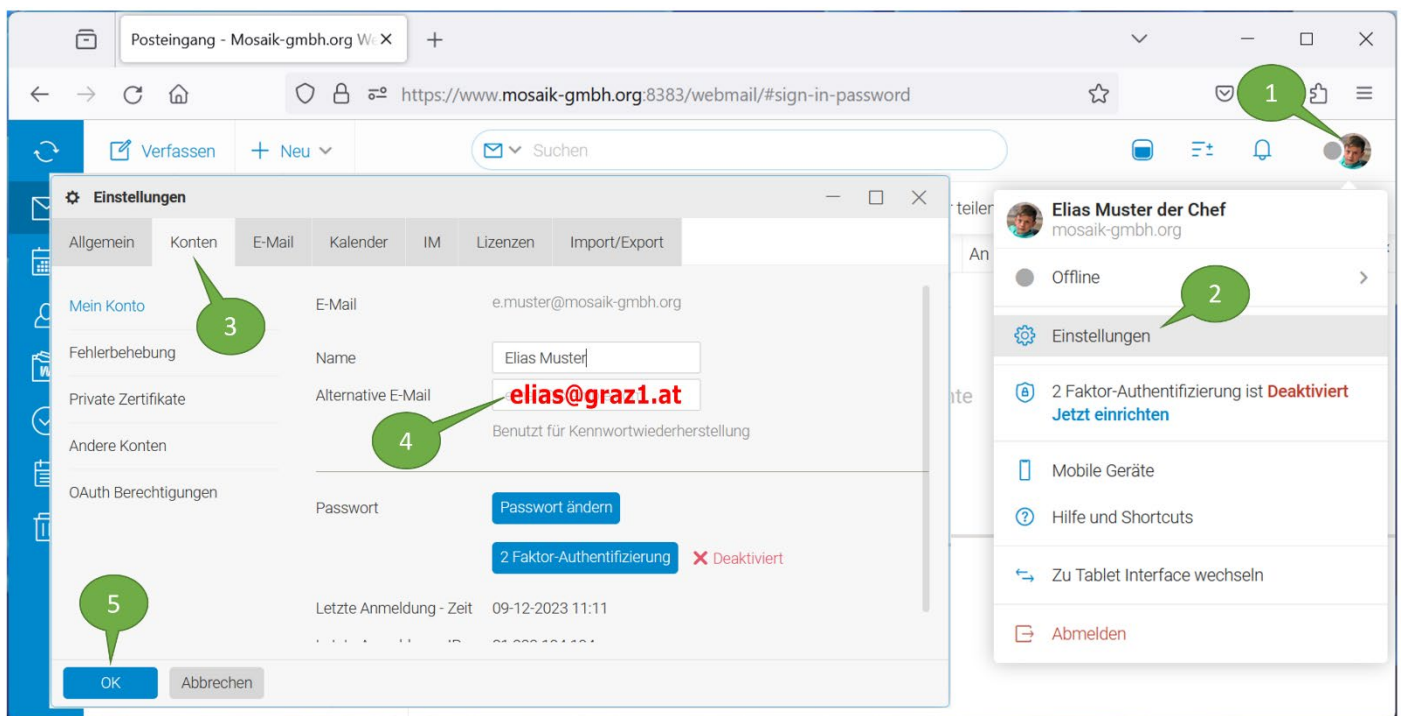 Posteingang - Mosaik-gmbh.org
https://www.mosaik-gmbh.org:8383/webmail/#sign-in-password
1
Verfassen
Neu
Suchen
Einstellungen
Allgemein Konten E-Mail Kalender IM Lizenzen Import/Export
3
Mein Konto
Fehlerbehebung
Private Zertifikate
Andere Konten
OAuth Berechtigungen
E-Mail e.muster@mosaik-gmbh.org
Name Elias Muster
Alternative E-Mail elias@graz1.at
4
Benutzt für Kennwortwiederherstellung
Passwort Passwort ändern
2 Faktor-Authentifizierung Deaktiviert
Letzte Anmeldung - Zeit 09-12-2023 11:11
5
OK Abbrechen
teilen
An
Elias Muster der Chef
mosaik-gmbh.org
Offline
2
Einstellungen
2 Faktor-Authentifizierung ist Deaktiviert
Jetzt einrichten
Mobile Geräte
Hilfe und Shortcuts
Zu Tablet Interface wechseln
Abmelden